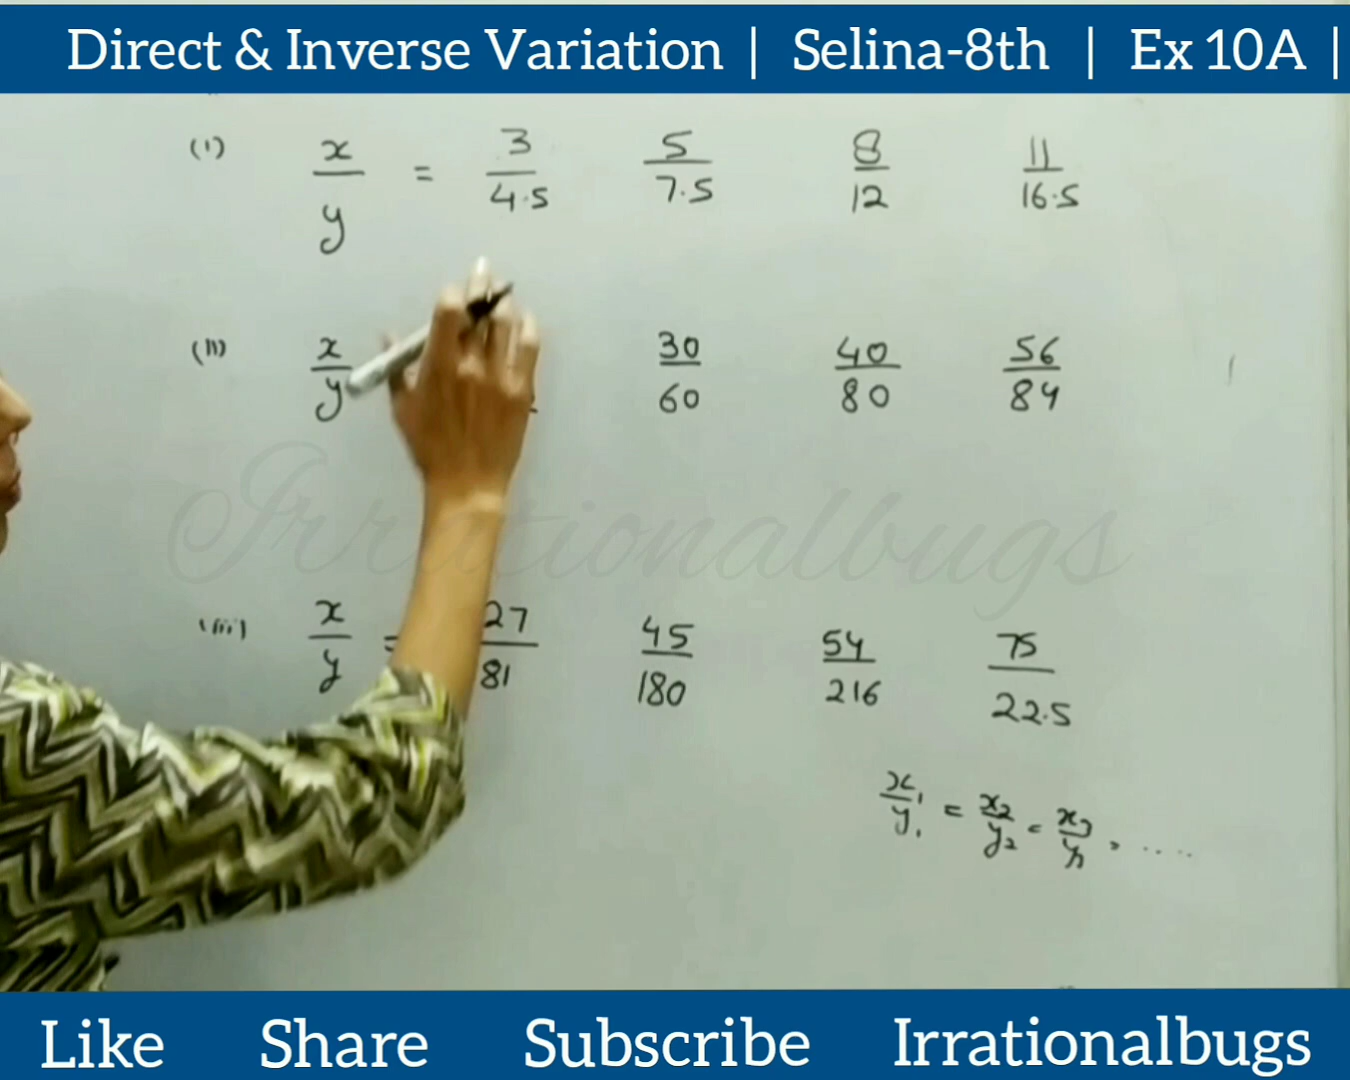 Direct & Inverse Variation | Selina-8th | Ex 10A |
(i) x/y = 3/4.5 5/7.5 8/12 11/16.5
(ii) x/y 30/60 40/80 56/84
Irrationalbugs
(iii) x/y = 27/81 45/180 54/216 75/22.5
x₁/y₁ = x₂/y₂ = x₃/y₃ = ....
Like Share Subscribe Irrationalbugs